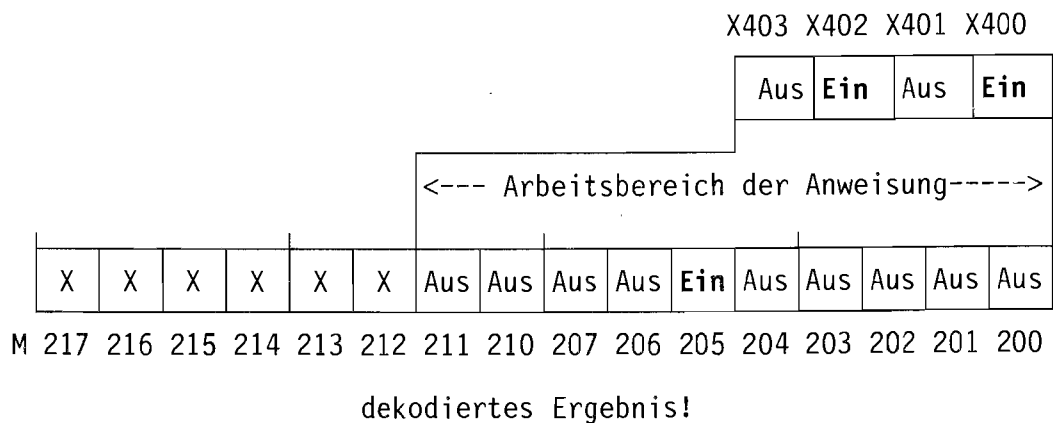 X403 X402 X401 X400
Aus Ein Aus Ein
<--- Arbeitsbereich der Anweisung----->
X X X X X X Aus Aus Aus Aus Ein Aus Aus Aus Aus Aus
M 217 216 215 214 213 212 211 210 207 206 205 204 203 202 201 200
dekodiertes Ergebnis!